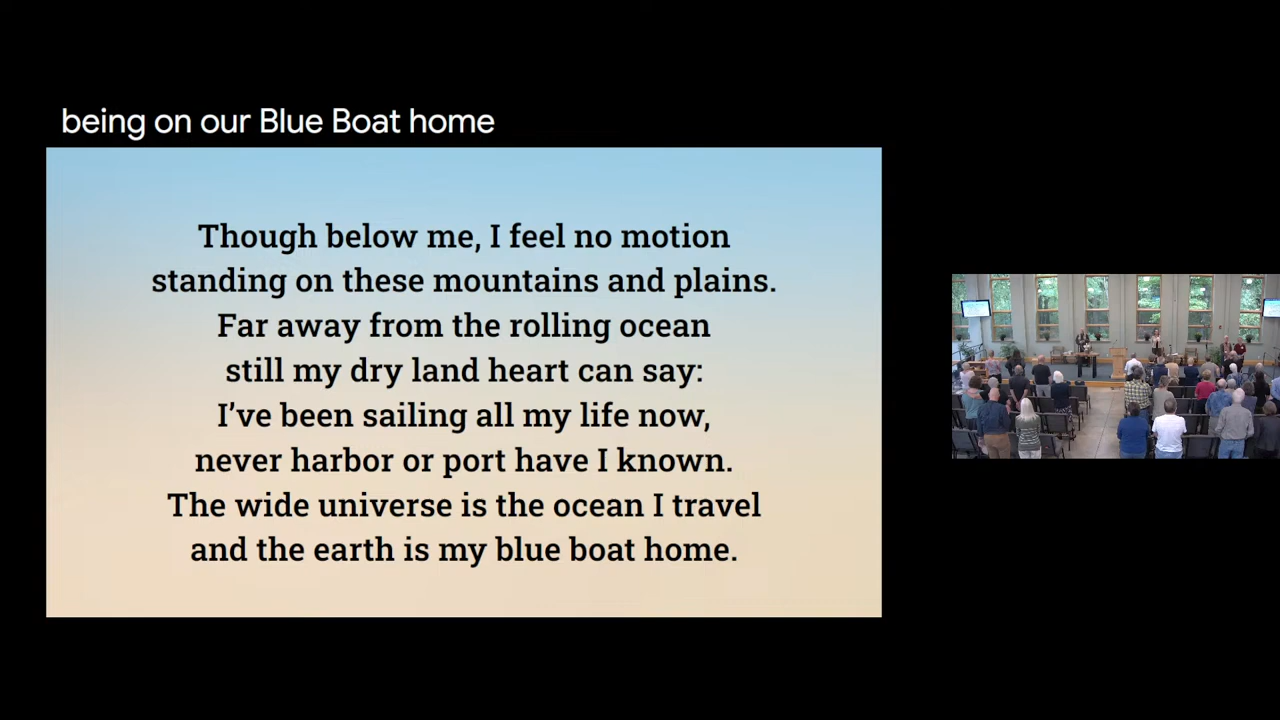 being on our Blue Boat home
Though below me, I feel no motion
standing on these mountains and plains.
Far away from the rolling ocean
still my dry land heart can say:
I’ve been sailing all my life now,
never harbor or port have I known.
The wide universe is the ocean I travel
and the earth is my blue boat home.